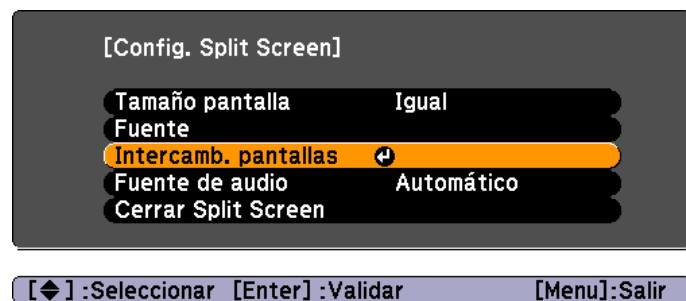 [Config. Split Screen]
Tamaño pantalla Igual
Fuente
Intercamb. pantallas
Fuente de audio Automático
Cerrar Split Screen
[◆] :Seleccionar [Enter] :Validar [Menu]:Salir